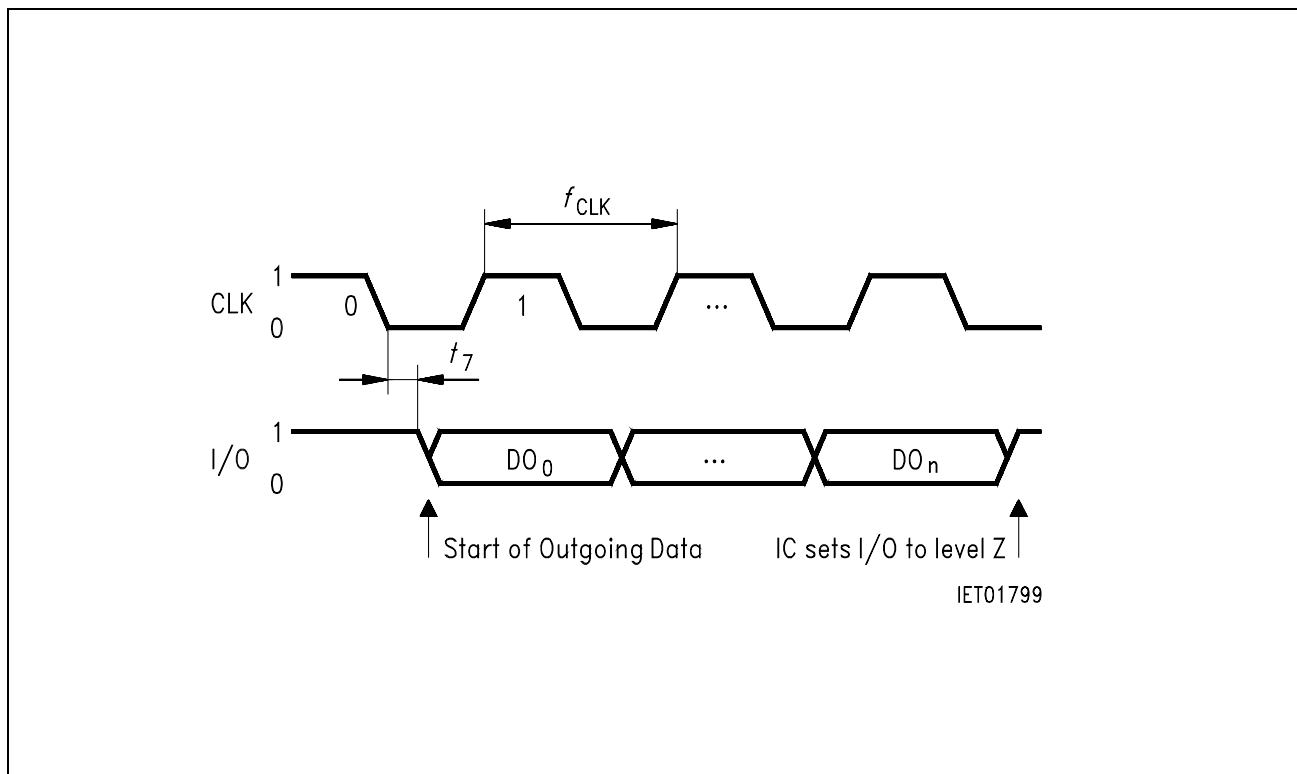 fCLK
1
CLK 0 1 ...
0
t7
1
I/O DO0 ... DOn
0
Start of Outgoing Data IC sets I/O to level Z
IET01799